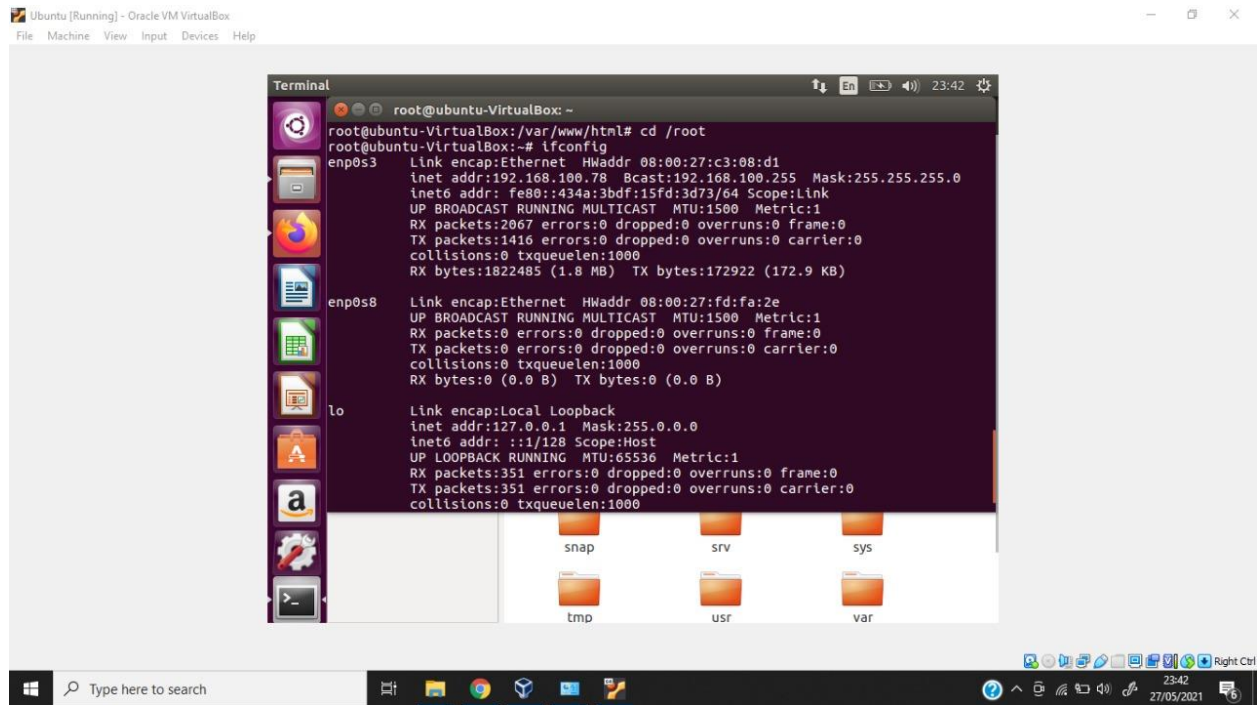 Ubuntu [Running] - Oracle VM VirtualBox
File Machine View Input Devices Help
Terminal
En
23:42
root@ubuntu-VirtualBox: ~
root@ubuntu-VirtualBox:/var/www/html# cd /root
root@ubuntu-VirtualBox:~# ifconfig
enp0s3 Link encap:Ethernet HWaddr 08:00:27:c3:08:d1
inet addr:192.168.100.78 Bcast:192.168.100.255 Mask:255.255.255.0
inet6 addr: fe80::434a:3bdf:15fd:3d73/64 Scope:Link
UP BROADCAST RUNNING MULTICAST MTU:1500 Metric:1
RX packets:2067 errors:0 dropped:0 overruns:0 frame:0
TX packets:1416 errors:0 dropped:0 overruns:0 carrier:0
collisions:0 txqueuelen:1000
RX bytes:1822485 (1.8 MB) TX bytes:172922 (172.9 KB)
enp0s8 Link encap:Ethernet HWaddr 08:00:27:fd:fa:2e
UP BROADCAST RUNNING MULTICAST MTU:1500 Metric:1
RX packets:0 errors:0 dropped:0 overruns:0 frame:0
TX packets:0 errors:0 dropped:0 overruns:0 carrier:0
collisions:0 txqueuelen:1000
RX bytes:0 (0.0 B) TX bytes:0 (0.0 B)
lo Link encap:Local Loopback
inet addr:127.0.0.1 Mask:255.0.0.0
inet6 addr: ::1/128 Scope:Host
UP LOOPBACK RUNNING MTU:65536 Metric:1
RX packets:351 errors:0 dropped:0 overruns:0 frame:0
TX packets:351 errors:0 dropped:0 overruns:0 carrier:0
collisions:0 txqueuelen:1000
snap srv sys
tmp usr var
Right Ctrl
Type here to search
23:42
27/05/2021
6